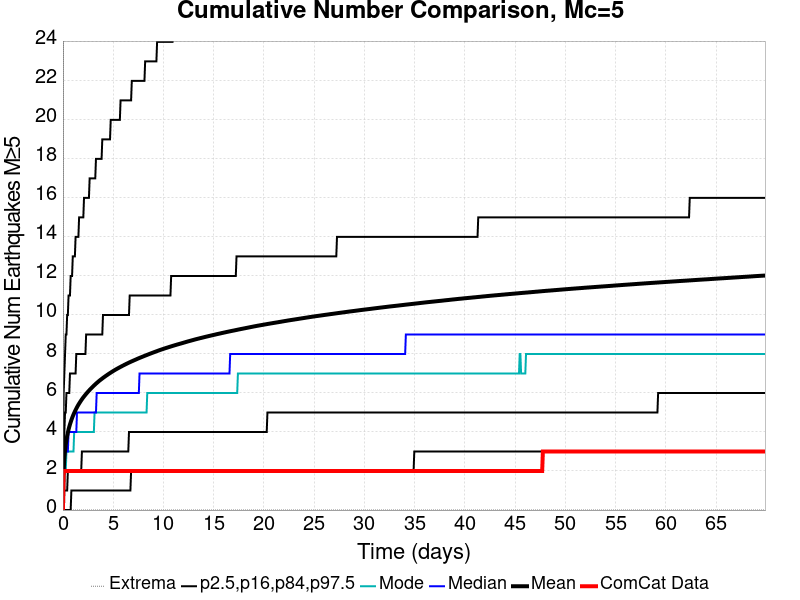 Cumulative Number Comparison, Mc=5
Cumulative Num Earthquakes M≥5
24
22
20
18
16
14
12
10
8
6
4
2
0
0 5 10 15 20 25 30 35 40 45 50 55 60 65
Time (days)
Extrema p2.5,p16,p84,p97.5 Mode Median Mean ComCat Data